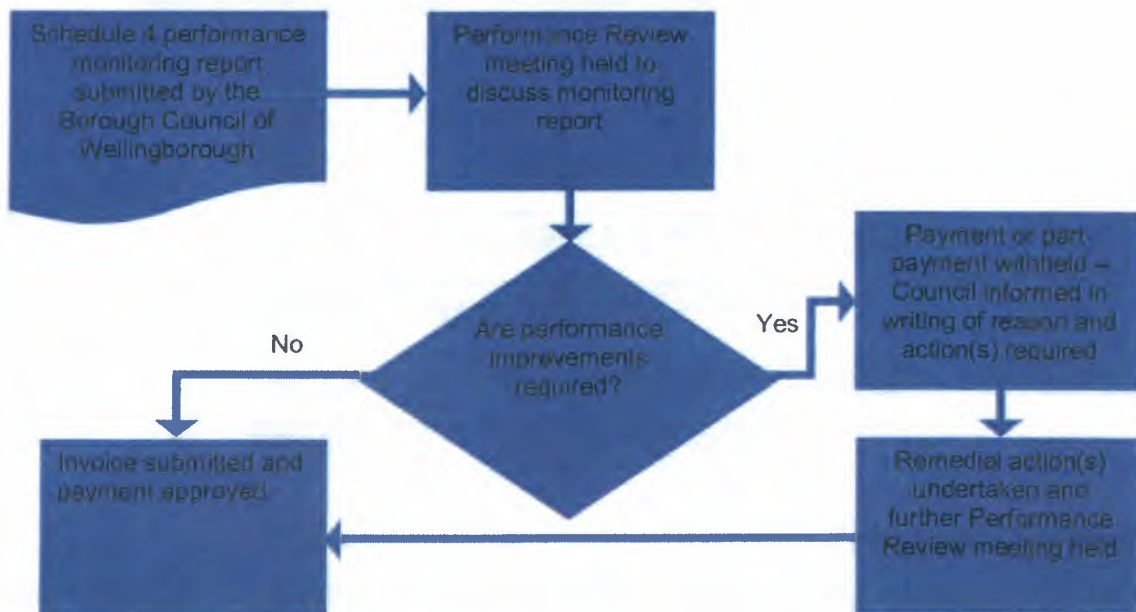 Schedule 4 performance
monitoring report
submitted by the
Borough Council of
Wellingborough
Performance Review
meeting held to
discuss monitoring
report
Are performance
improvements
required?
No
Yes
Payment or part-
payment withheld –
Council informed in
writing of reason and
action(s) required
Invoice submitted and
payment approved.
Remedial action(s)
undertaken and
further Performance
Review meeting held